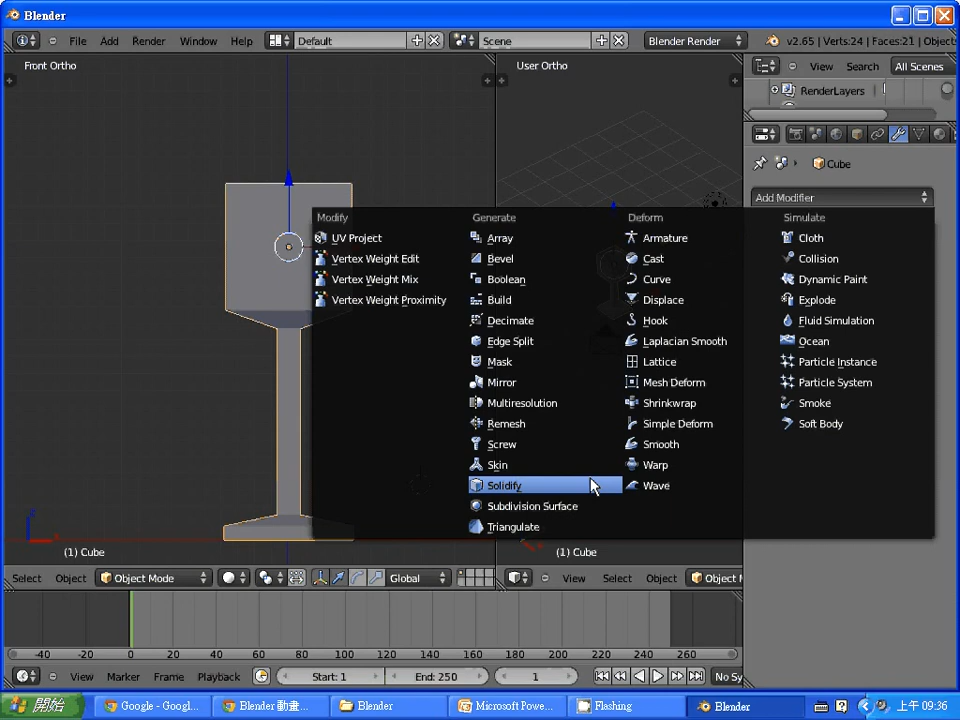 Blender
File Add Render Window Help Default Scene Blender Render v2.65 | Verts:24 | Faces:21 | Objects
Front Ortho
User Ortho
View Search All Scenes
RenderLayers
Cube
Add Modifier
Modify Generate Deform Simulate
UV Project Array Armature Cloth
Vertex Weight Edit Bevel Cast Collision
Vertex Weight Mix Boolean Curve Dynamic Paint
Vertex Weight Proximity Build Displace Explode
Decimate Hook Fluid Simulation
Edge Split Laplacian Smooth Ocean
Mask Lattice Particle Instance
Mirror Mesh Deform Particle System
Multiresolution Shrinkwrap Smoke
Remesh Simple Deform Soft Body
Screw Smooth
Skin Warp
Solidify Wave
Subdivision Surface
Triangulate
(1) Cube
(1) Cube
Select Object Object Mode Global View Select Object Object M
-40 -20 0 20 40 60 80 100 120 140 160 180 200 220 240 260
View Marker Frame Playback Start: 1 End: 250 1 No Sy
開始 Google - Googl... Blender 動畫... Blender Microsoft Powe... Flashing Blender 上午 09:36